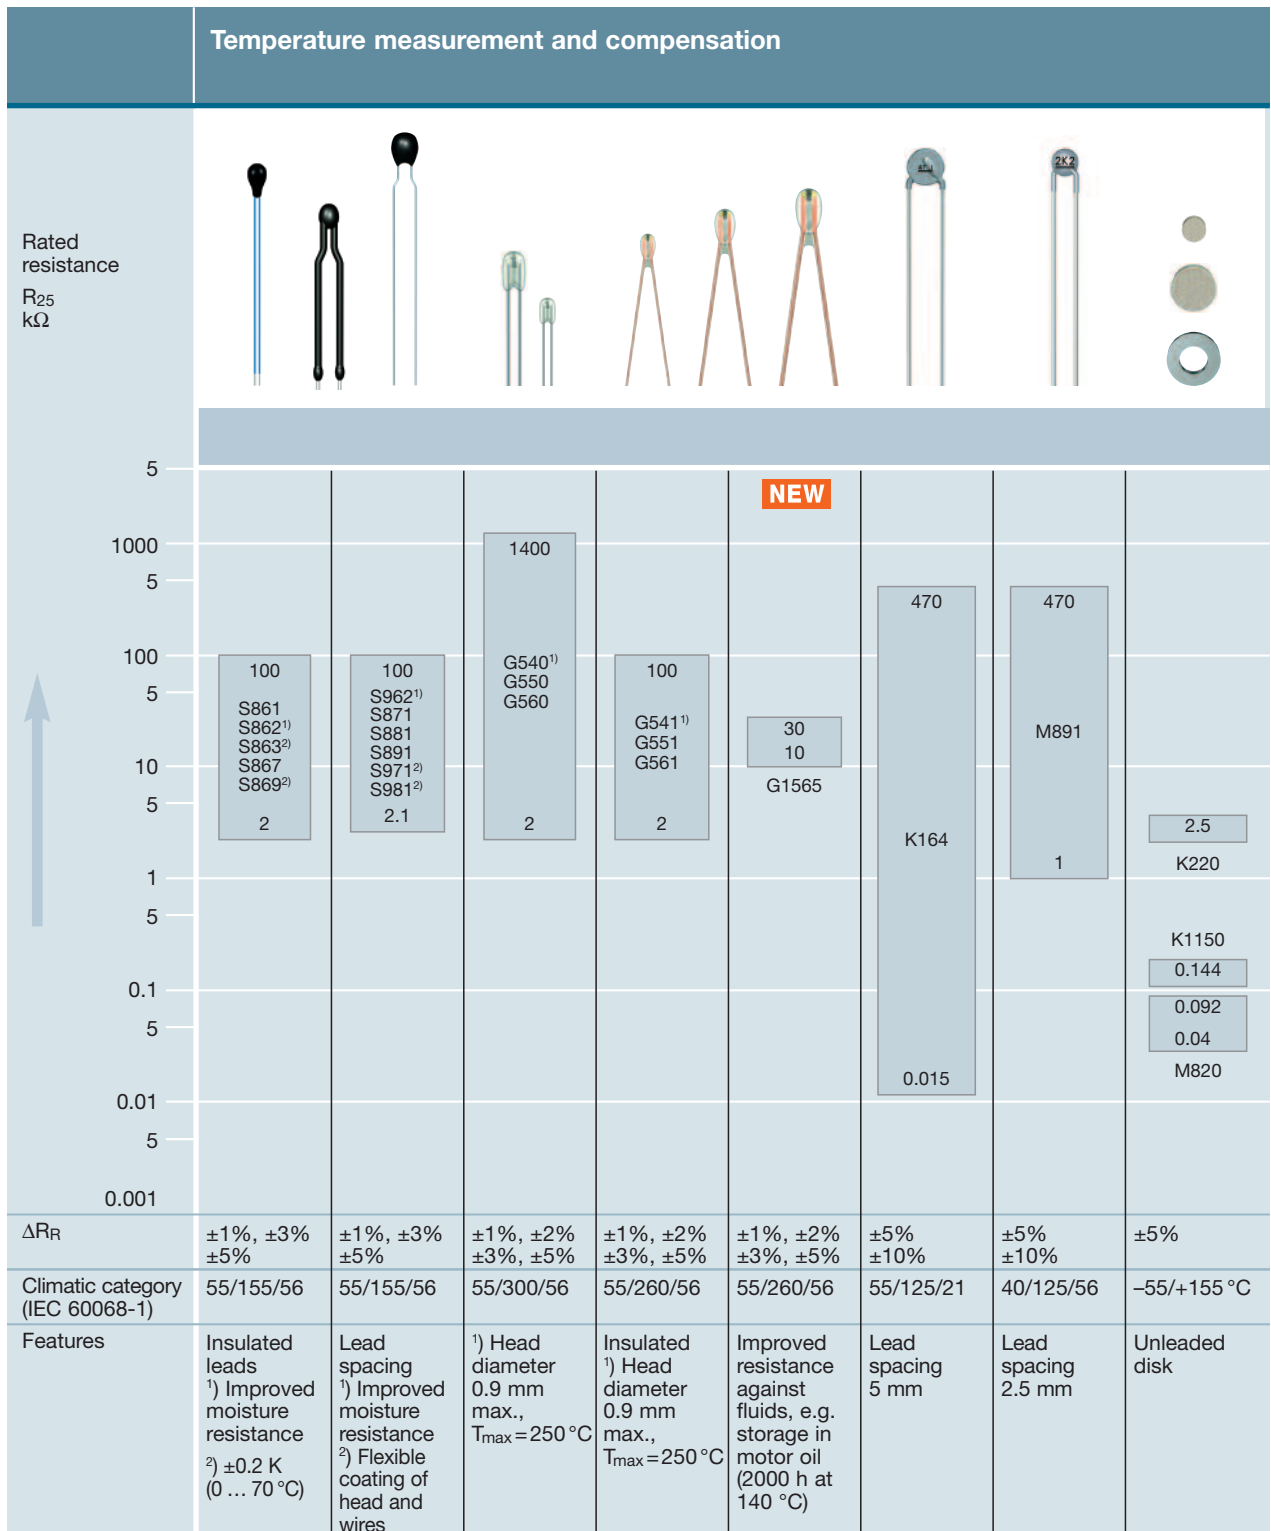 Temperature measurement and compensation
Rated
resistance
R25
kΩ
2K2
5
NEW
1000
1400
5
470
470
100
100
100
G540¹⁾
100
5
S861
S962¹⁾
G550
G541¹⁾
30
M891
S862¹⁾
S871
G560
G551
10
S863²⁾
S881
G561
10
S867
S891
G1565
S869²⁾
S971²⁾
S981²⁾
5
2
2.1
2
2
K164
2.5
1
1
K220
5
K1150
0.144
0.1
0.092
5
0.04
0.015
M820
0.01
5
0.001
ΔRR
±1%, ±3%
±5%
±1%, ±3%
±5%
±1%, ±2%
±3%, ±5%
±1%, ±2%
±3%, ±5%
±1%, ±2%
±3%, ±5%
±5%
±10%
±5%
±10%
±5%
Climatic category
(IEC 60068-1)
55/155/56
55/155/56
55/300/56
55/260/56
55/260/56
55/125/21
40/125/56
–55/+155 °C
Features
Insulated
leads
¹) Improved
moisture
resistance
²) ±0.2 K
(0 … 70 °C)
Lead
spacing
¹) Improved
moisture
resistance
²) Flexible
coating of
head and
wires
¹) Head
diameter
0.9 mm
max.,
Tmax = 250 °C
Insulated
¹) Head
diameter
0.9 mm
max.,
Tmax = 250 °C
Improved
resistance
against
fluids, e.g.
storage in
motor oil
(2000 h at
140 °C)
Lead
spacing
5 mm
Lead
spacing
2.5 mm
Unleaded
disk